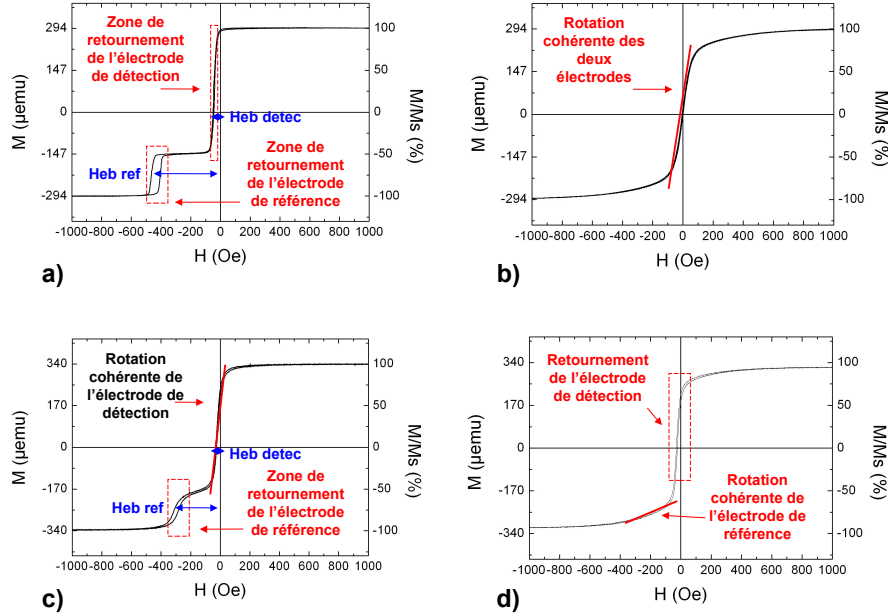 Zone de
retournement
de l'électrode
de détection
Heb detec
Heb ref
Zone de
retournement
de l'électrode
de référence
M (µemu)
294
147
0
-147
-294
M/Ms (%)
100
50
0
-50
-100
-1000 -800 -600 -400 -200 0 200 400 600 800 1000
H (Oe)
a)
Rotation
cohérente des
deux
électrodes
M (µemu)
294
147
0
-147
-294
M/Ms (%)
100
50
0
-50
-100
-1000 -800 -600 -400 -200 0 200 400 600 800 1000
H (Oe)
b)
Rotation
cohérente de
l'électrode de
détection
Heb detec
Heb ref
Zone de
retournement
de l'électrode
de référence
M (µemu)
340
170
0
-170
-340
M/Ms (%)
100
50
0
-50
-100
-1000 -800 -600 -400 -200 0 200 400 600 800 1000
H (Oe)
c)
Retournement
de l'électrode
de détection
Rotation
cohérente de
l'électrode de
référence
M (µemu)
340
170
0
-170
-340
M/Ms (%)
100
50
0
-50
-100
-1000 -800 -600 -400 -200 0 200 400 600 800 1000
H (Oe)
d)